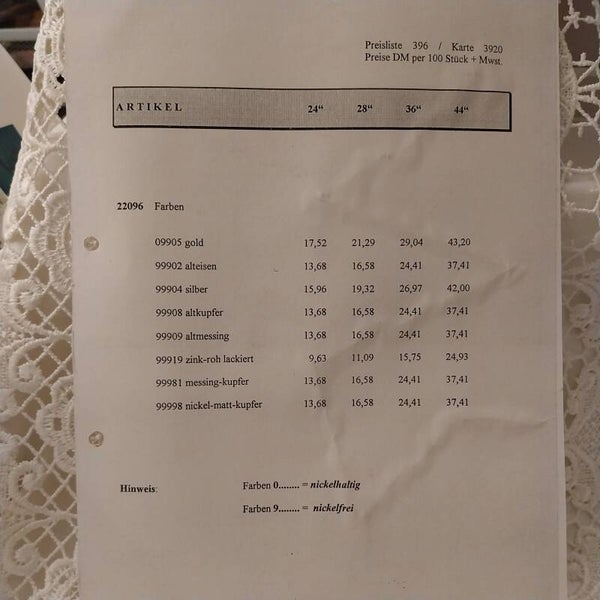 Preisliste 396 / Karte 3920
Preise DM per 100 Stück + Mwst.
ARTIKEL 24“ 28“ 36“ 44“
22096 Farben
09905 gold 17,52 21,29 29,04 43,20
99902 alteisen 13,68 16,58 24,41 37,41
99904 silber 15,96 19,32 26,97 42,00
99908 altkupfer 13,68 16,58 24,41 37,41
99909 altmessing 13,68 16,58 24,41 37,41
99919 zink-roh lackiert 9,63 11,09 15,75 24,93
99981 messing-kupfer 13,68 16,58 24,41 37,41
99998 nickel-matt-kupfer 13,68 16,58 24,41 37,41
Hinweis: Farben 0........ = nickelhaltig
Farben 9........ = nickelfrei